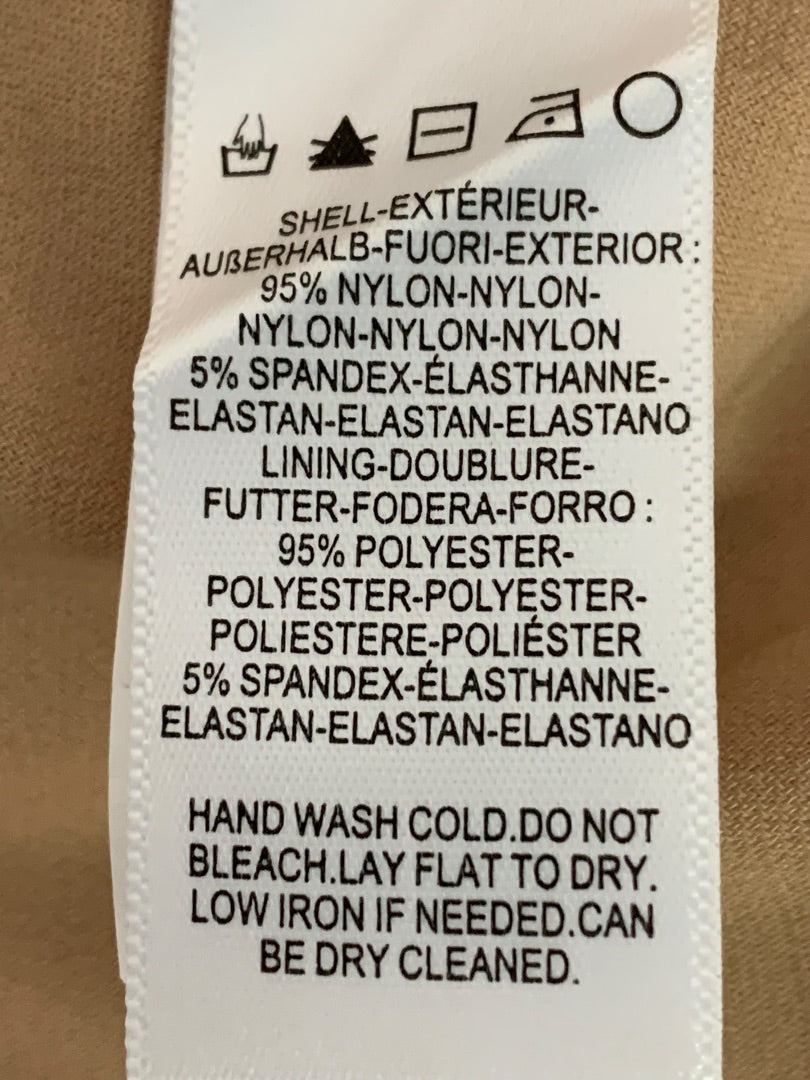 SHELL-EXTÉRIEUR-
AUßERHALB-FUORI-EXTERIOR :
95% NYLON-NYLON-
NYLON-NYLON-NYLON
5% SPANDEX-ÉLASTHANNE-
ELASTAN-ELASTAN-ELASTANO
LINING-DOUBLURE-
FUTTER-FODERA-FORRO :
95% POLYESTER-
POLYESTER-POLYESTER-
POLIESTERE-POLIÉSTER
5% SPANDEX-ÉLASTHANNE-
ELASTAN-ELASTAN-ELASTANO
HAND WASH COLD.DO NOT
BLEACH.LAY FLAT TO DRY.
LOW IRON IF NEEDED.CAN
BE DRY CLEANED.